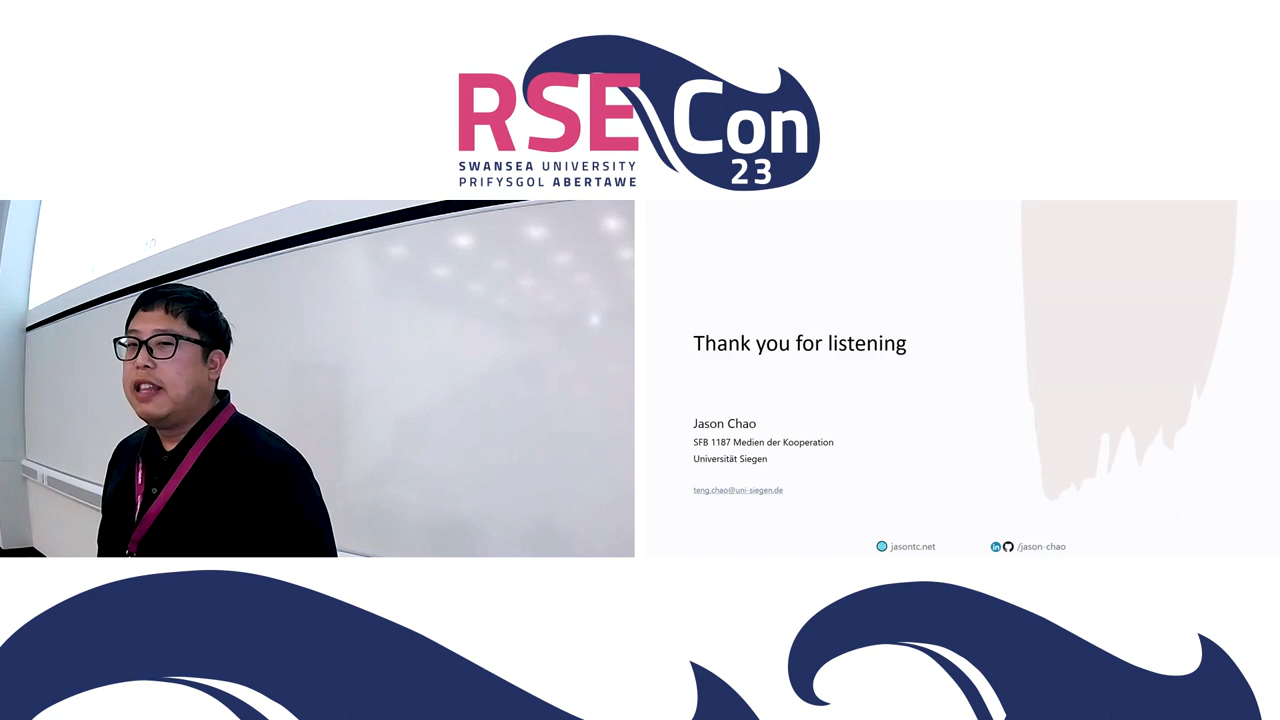 RSE Con
23
SWANSEA UNIVERSITY
PRIFYSGOL ABERTAWE
Thank you for listening
Jason Chao
SFB 1187 Medien der Kooperation
Universität Siegen
teng.chao@uni-siegen.de
jasontc.net
in /jason-chao